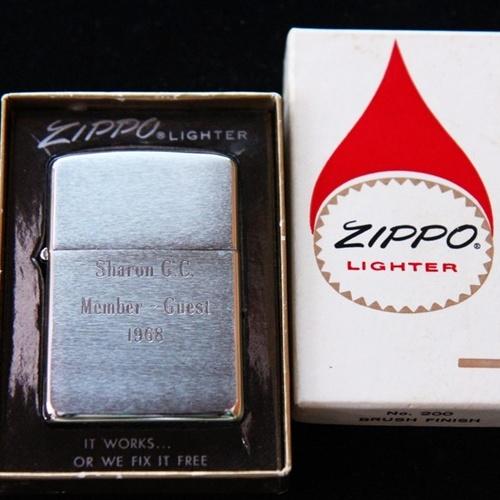 ZIPPO® LIGHTER
Sharon C.C.
Member - Guest
1968
IT WORKS...
OR WE FIX IT FREE
ZIPPO®
LIGHTER
No. 200
BRUSH FINISH